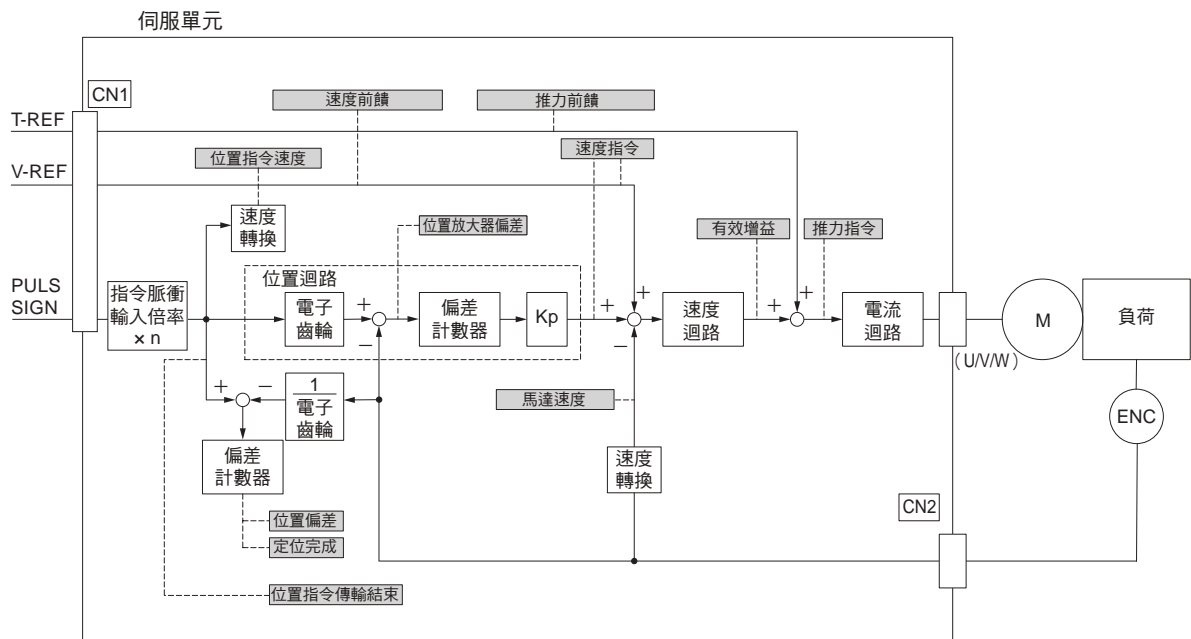 伺服單元
CN1
速度前饋
推力前饋
T-REF
位置指令速度
速度指令
V-REF
速度
轉換
位置放大器偏差
有效增益
推力指令
PULS
SIGN
指令脈衝
輸入倍率
× n
位置迴路
電子
齒輪
+
−
偏差
計數器
Kp
+
+
−
速度
迴路
+
+
電流
迴路
(U/V/W)
M
負荷
+
−
1
電子
齒輪
馬達速度
ENC
偏差
計數器
速度
轉換
CN2
位置偏差
定位完成
位置指令傳輸結束